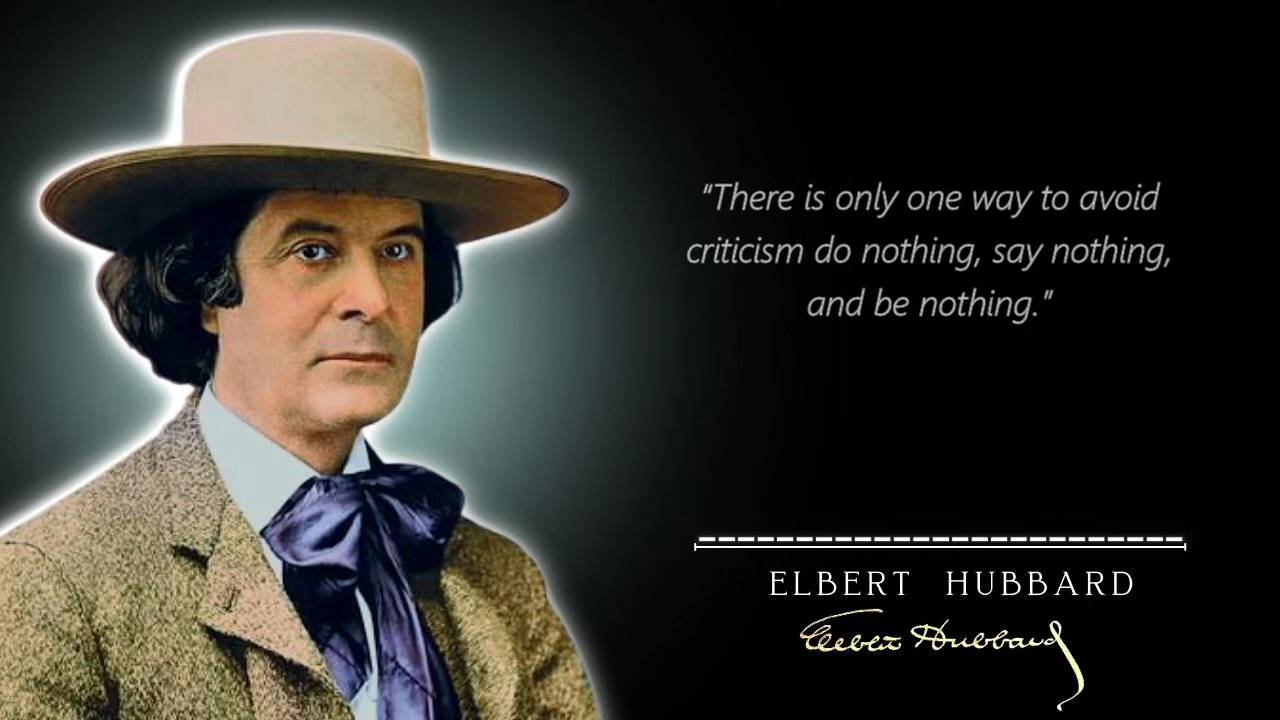 "There is only one way to avoid
criticism do nothing, say nothing,
and be nothing."
ELBERT HUBBARD
Elbert Hubbard